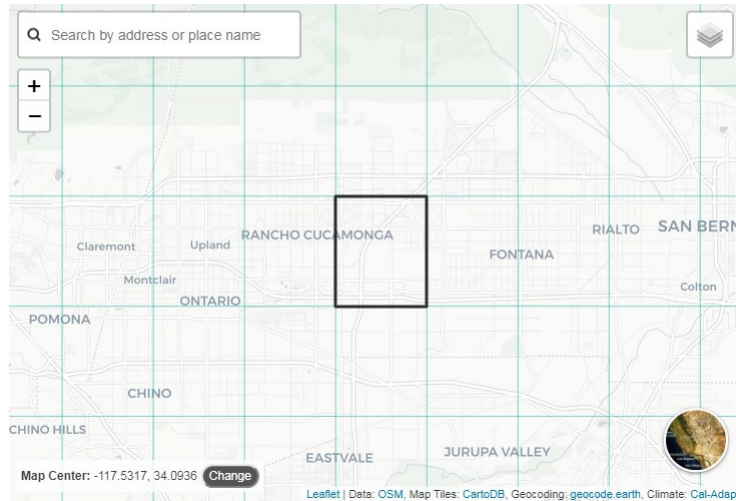 Search by address or place name
+
−
RANCHO CUCAMONGA
RIALTO
SAN BERN
Claremont
Upland
FONTANA
Montclair
Colton
ONTARIO
POMONA
CHINO
CHINO HILLS
EASTVALE
JURUPA VALLEY
Map Center: -117.5317, 34.0936 Change
Leaflet | Data: OSM, Map Tiles: CartoDB, Geocoding: geocode.earth, Climate: Cal-Adap